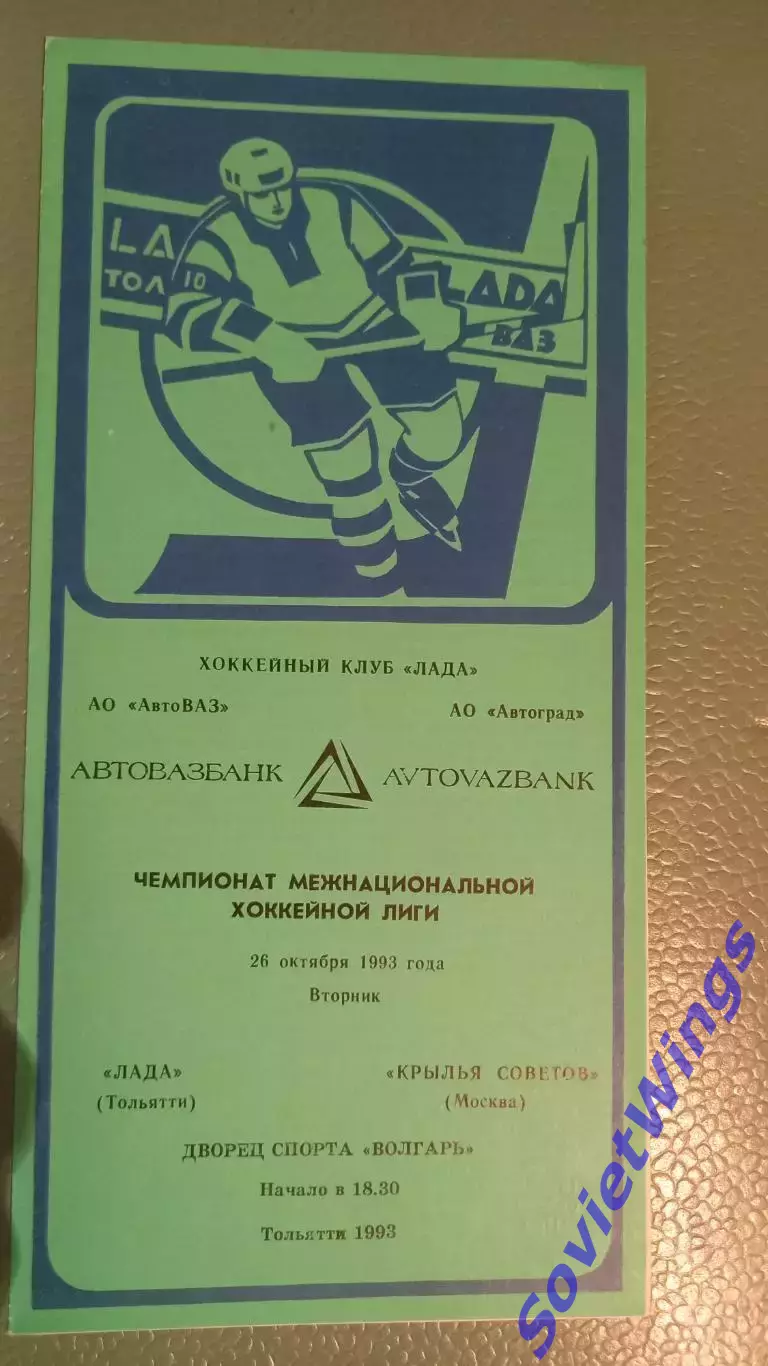 LA
ТОЛ 10
LADA
ВАЗ
ХОККЕЙНЫЙ КЛУБ «ЛАДА»
АО «АвтоВАЗ» АО «Автоград»
АВТОВАЗБАНК AVTOVAZBANK
ЧЕМПИОНАТ МЕЖНАЦИОНАЛЬНОЙ
ХОККЕЙНОЙ ЛИГИ
26 октября 1993 года
Вторник
«ЛАДА» «КРЫЛЬЯ СОВЕТОВ»
(Тольятти) (Москва)
ДВОРЕЦ СПОРТА «ВОЛГАРЬ»
Начало в 18.30
Тольятти 1993
SovietWings